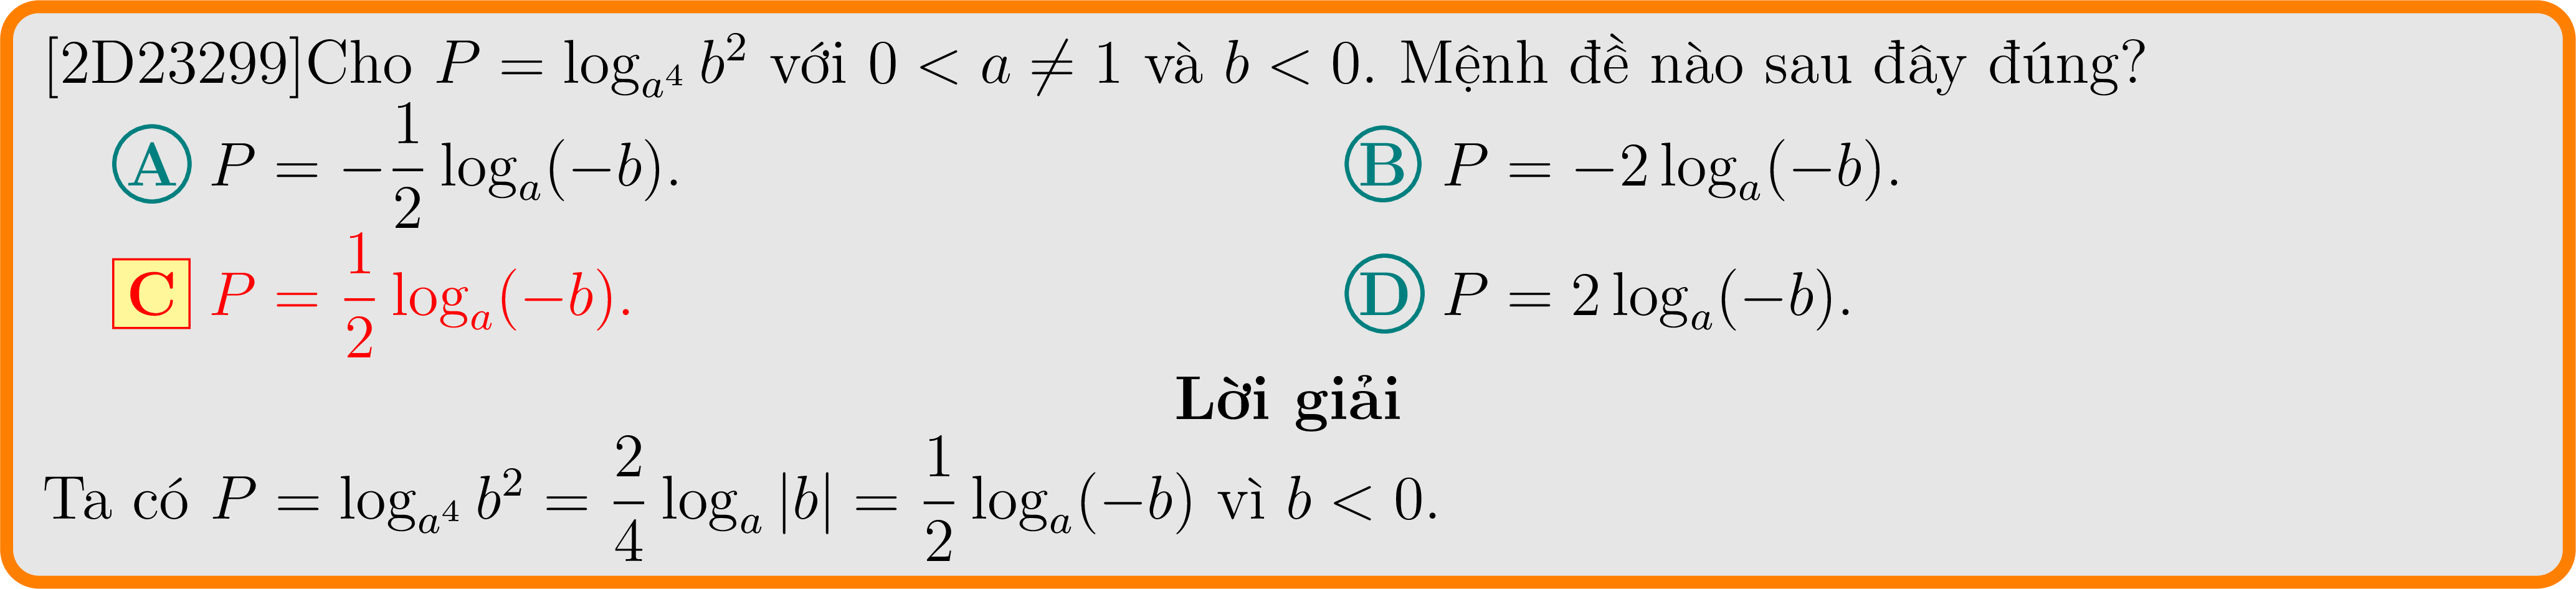 [2D23299]Cho $P = \log_{a^4} b^2$ với $0 < a \neq 1$ và $b < 0$. Mệnh đề nào sau đây đúng?
A $P = -\frac{1}{2}\log_a(-b)$. B $P = -2\log_a(-b)$.
C $P = \frac{1}{2}\log_a(-b)$. D $P = 2\log_a(-b)$.
Lời giải
Ta có $P = \log_{a^4} b^2 = \frac{2}{4}\log_a|b| = \frac{1}{2}\log_a(-b)$ vì $b < 0$.